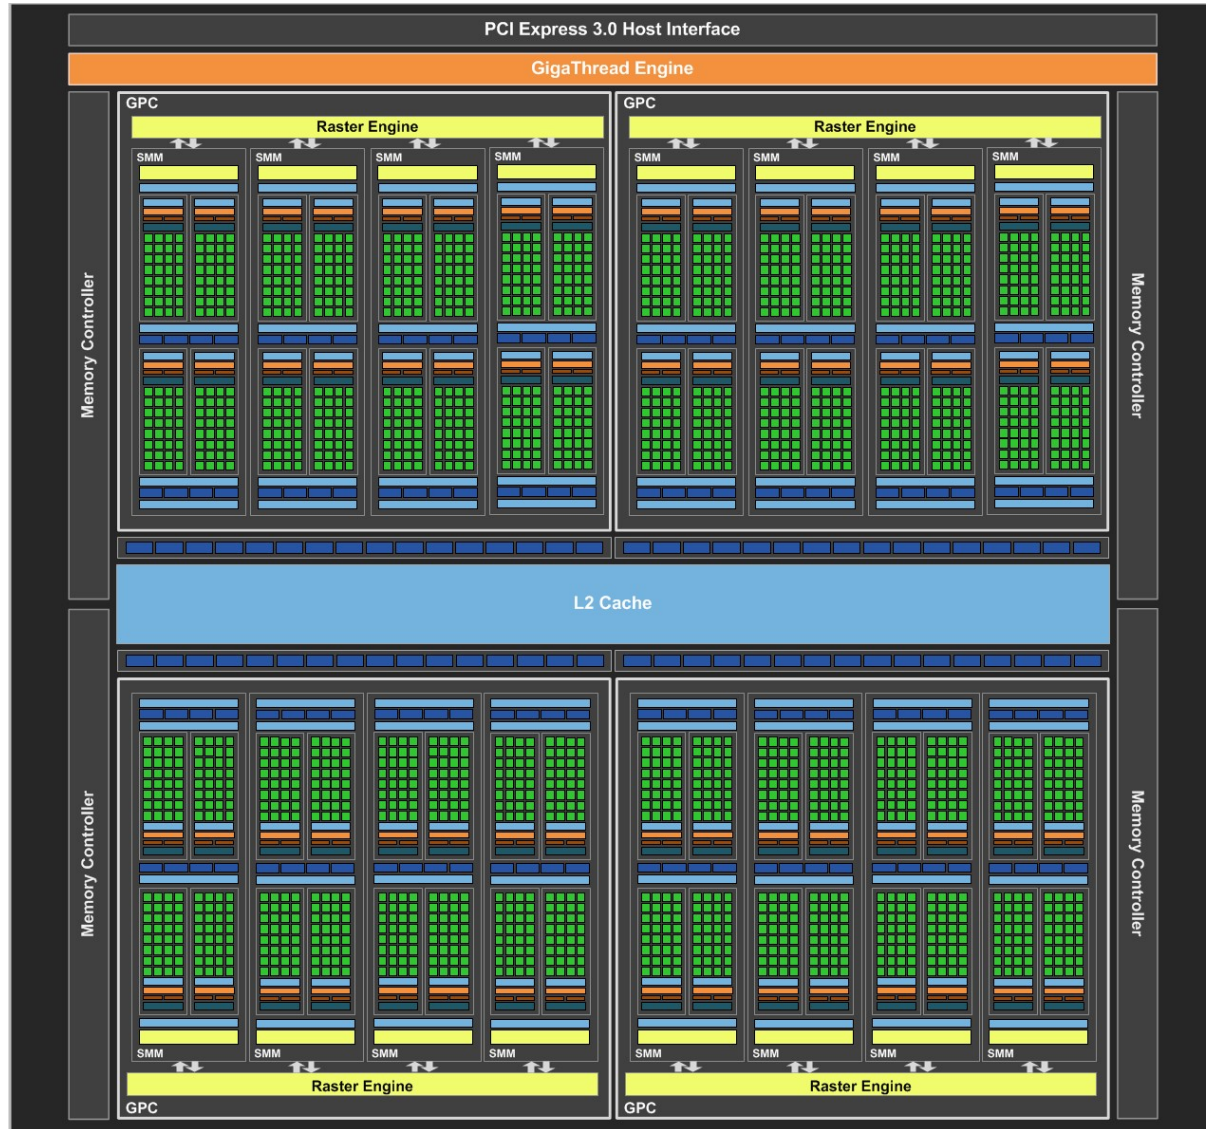 PCI Express 3.0 Host Interface
GigaThread Engine
GPC
GPC
Raster Engine
Raster Engine
SMM
SMM
SMM
SMM
SMM
SMM
SMM
SMM
Memory Controller
Memory Controller
L2 Cache
Memory Controller
Memory Controller
SMM
SMM
SMM
SMM
SMM
SMM
SMM
SMM
Raster Engine
Raster Engine
GPC
GPC